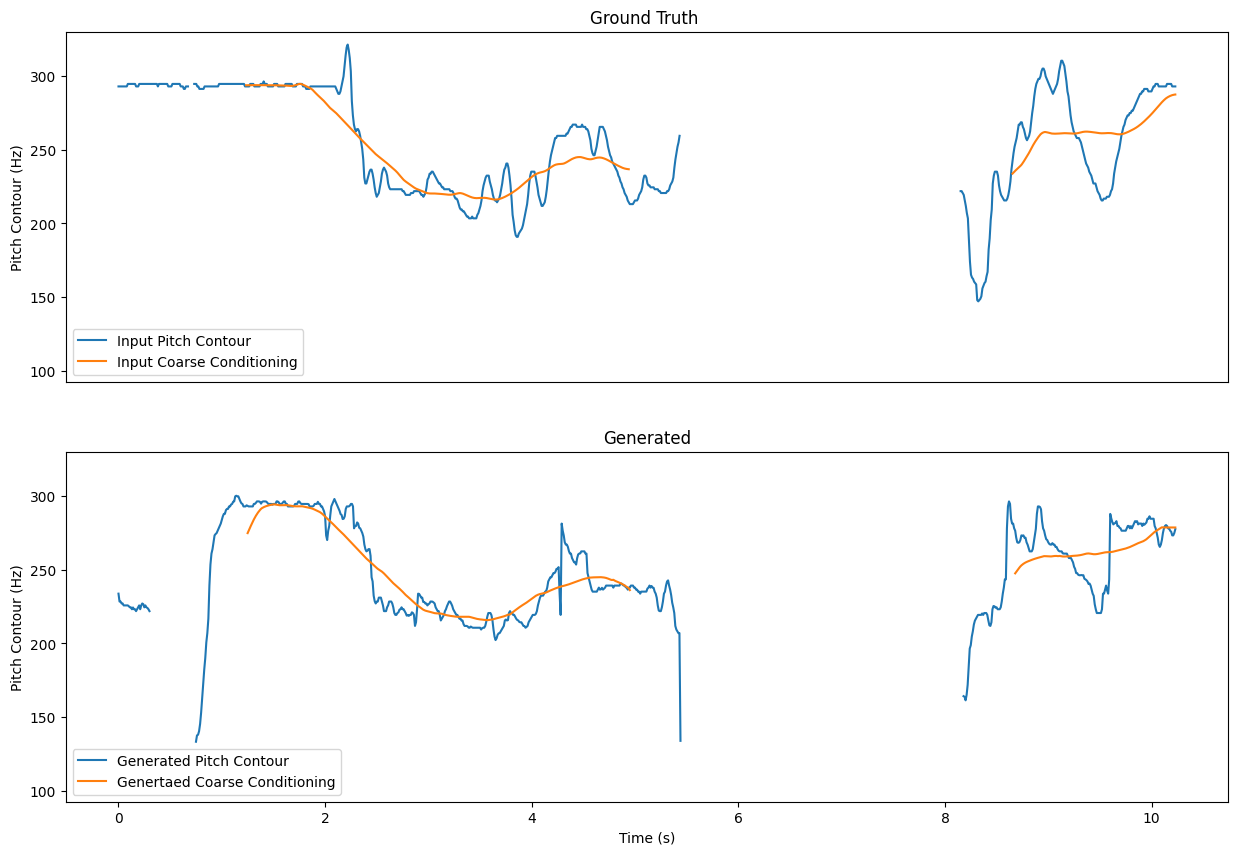 Ground Truth
300
250
200
150
100
Pitch Contour (Hz)
Input Pitch Contour
Input Coarse Conditioning
Generated
300
250
200
150
100
Pitch Contour (Hz)
Generated Pitch Contour
Genertaed Coarse Conditioning
0 2 4 6 8 10
Time (s)